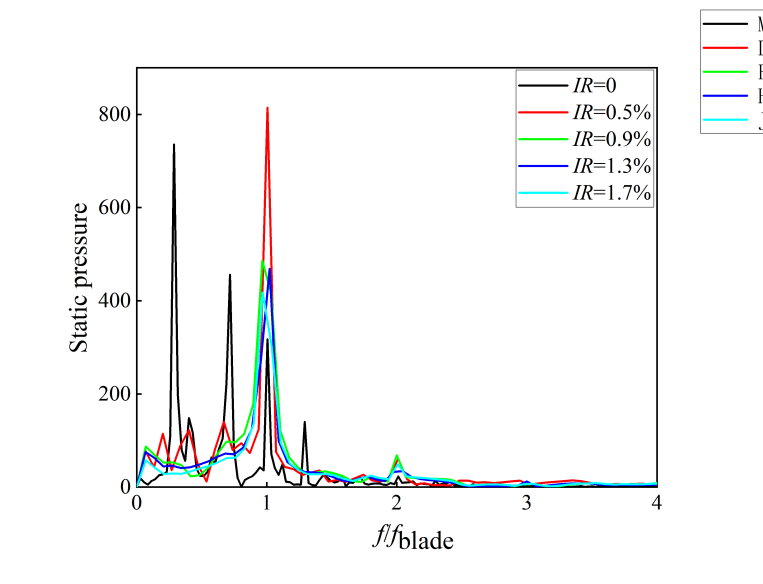 Static pressure
800
600
400
200
0
0 1 2 3 4
f/fblade
IR=0
IR=0.5%
IR=0.9%
IR=1.3%
IR=1.7%